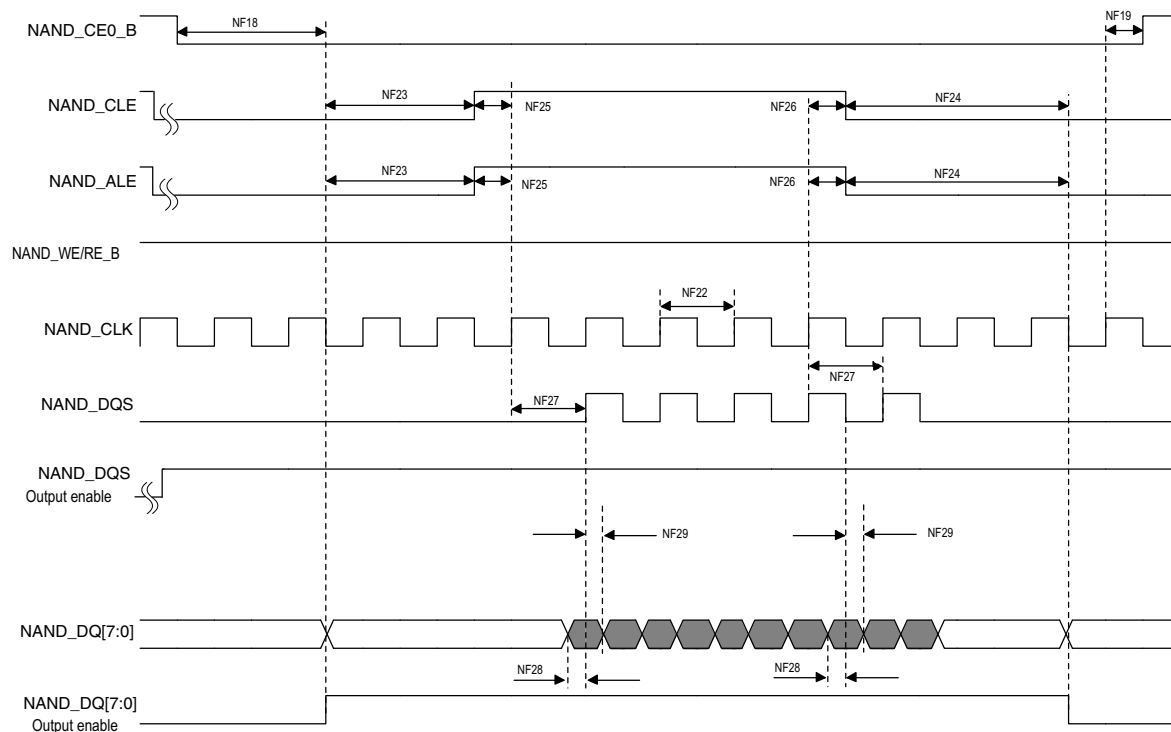 NF18
NF19
NAND_CE0_B
NF23
NF25
NF26
NF24
NAND_CLE
NF23
NF25
NF26
NF24
NAND_ALE
NAND_WE/RE_B
NF22
NAND_CLK
NF27
NF27
NAND_DQS
NAND_DQS
Output enable
NF29
NF29
NAND_DQ[7:0]
NF28
NF28
NAND_DQ[7:0]
Output enable